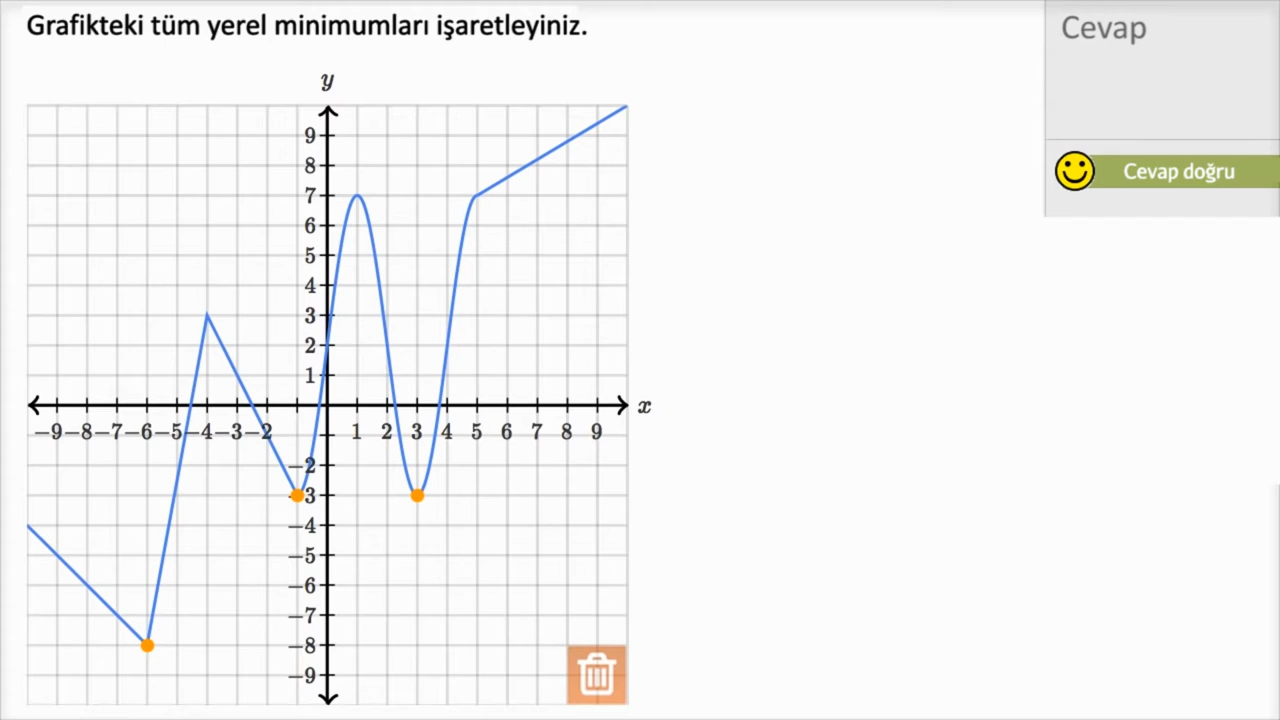 Grafikteki tüm yerel minimumları işaretleyiniz.
Cevap
Cevap doğru
y
9
8
7
6
5
4
3
2
1
x
−9 −8 −7 −6 −5 −4 −3 −2 1 2 3 4 5 6 7 8 9
−2
−3
−4
−5
−6
−7
−8
−9